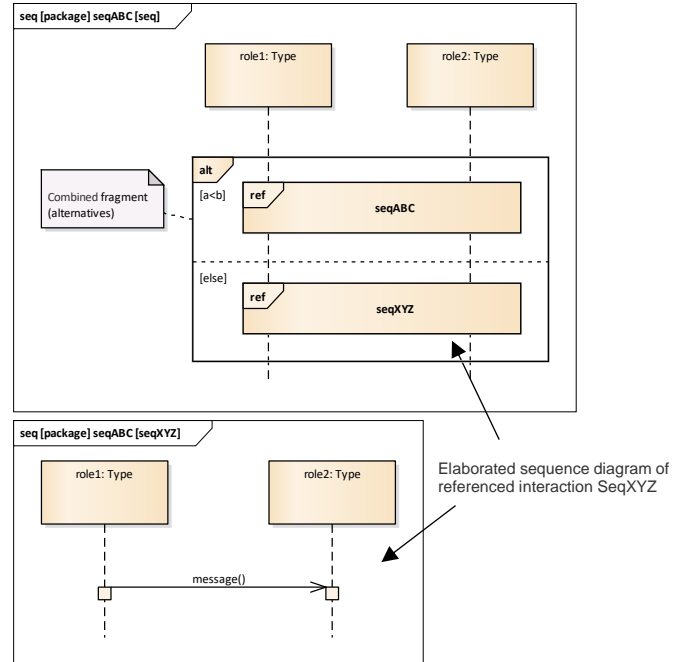 seq [package] seqABC [seq]
role1: Type
role2: Type
alt
Combined fragment
(alternatives)
[a<b]
ref
seqABC
[else]
ref
seqXYZ
seq [package] seqABC [seqXYZ]
role1: Type
role2: Type
Elaborated sequence diagram of
referenced interaction SeqXYZ
message()